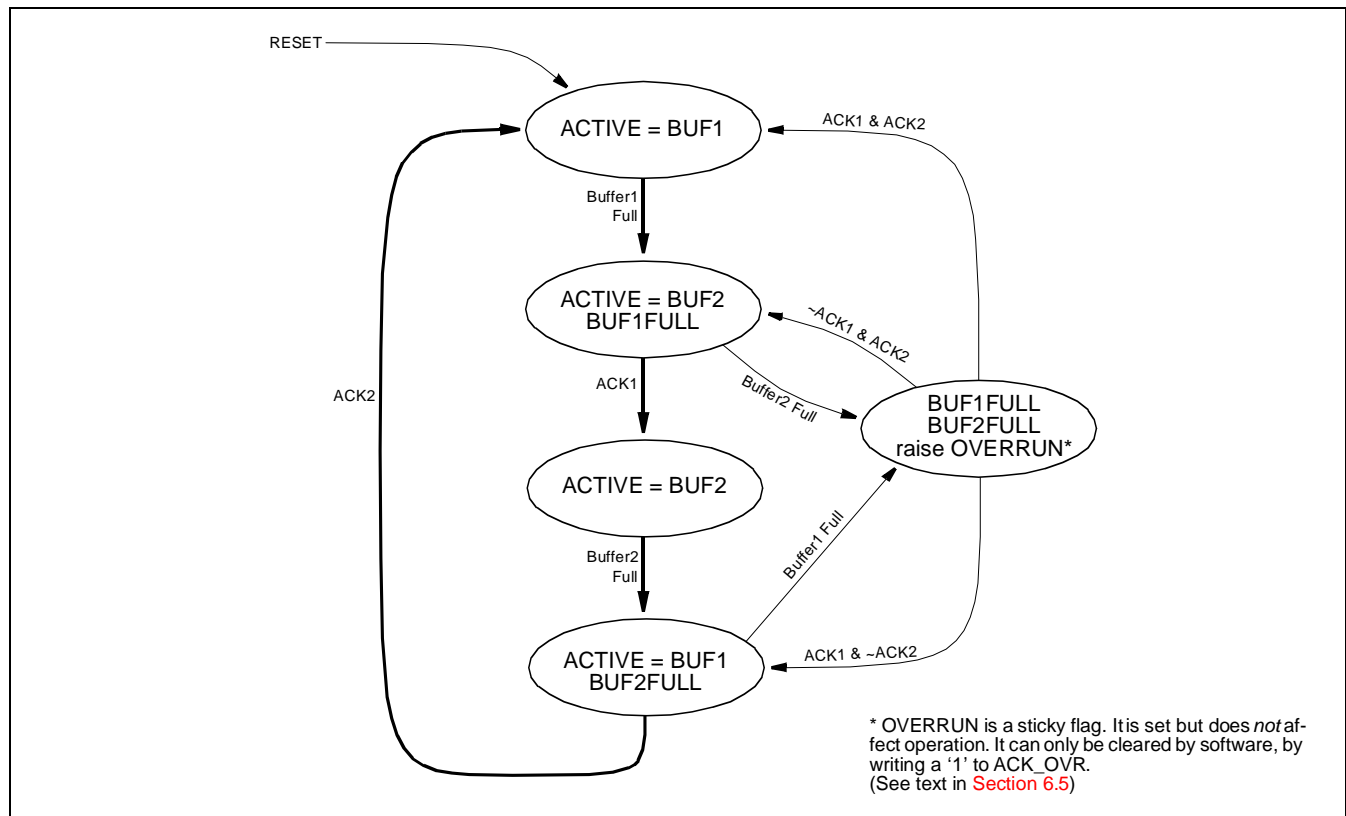 RESET
ACTIVE = BUF1
ACK1 & ACK2
Buffer1
Full
ACTIVE = BUF2
BUF1FULL
~ACK1 & ACK2
Buffer2 Full
ACK1
ACK2
BUF1FULL
BUF2FULL
raise OVERRUN*
ACTIVE = BUF2
Buffer2
Full
Buffer1 Full
ACTIVE = BUF1
BUF2FULL
ACK1 & ~ACK2
* OVERRUN is a sticky flag. It is set but does not af-
fect operation. It can only be cleared by software, by
writing a ‘1’ to ACK_OVR.
(See text in Section 6.5)